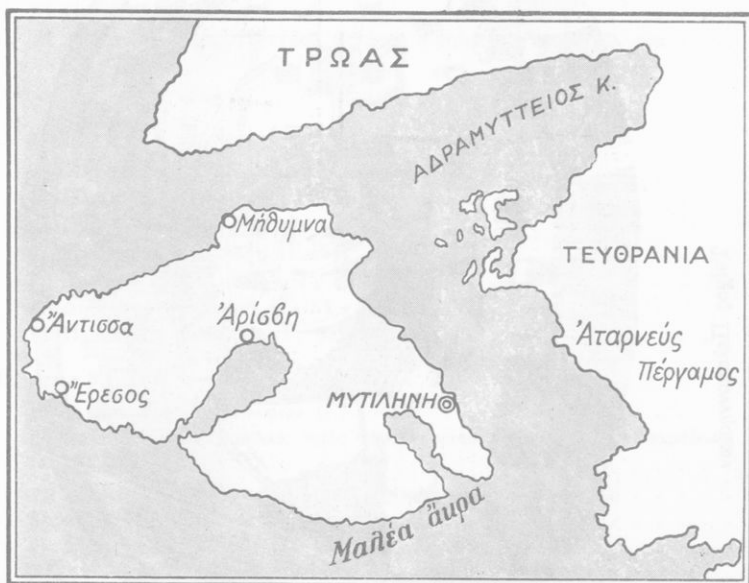 ΤΡΩΑΣ
ΑΔΡΑΜΥΤΤΕΙΟΣ Κ.
Μήθυμνα
ΤΕΥΘΡΑΝΙΑ
Ἄντισσα
Ἀρίσβη
Ἀταρνεύς
Πέργαμος
Ἔρεσος
ΜΥΤΙΛΗΝΗ
Μαλέα ἄκρα